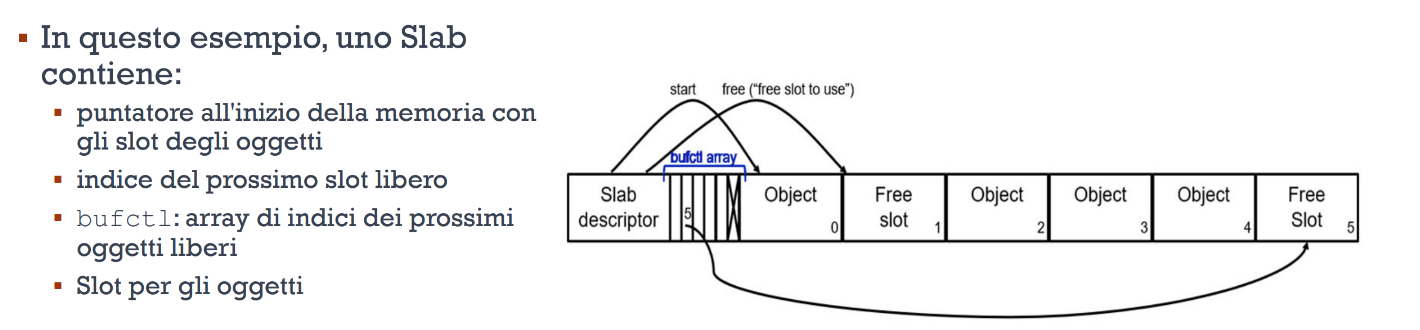 In questo esempio, uno Slab
contiene:
puntatore all'inizio della memoria con
gli slot degli oggetti
indice del prossimo slot libero
bufctl: array di indici dei prossimi
oggetti liberi
Slot per gli oggetti
start free ("free slot to use")
bufctl array
Slab
descriptor
5
Object
0
Free
slot
1
Object
2
Object
3
Object
4
Free
Slot
5